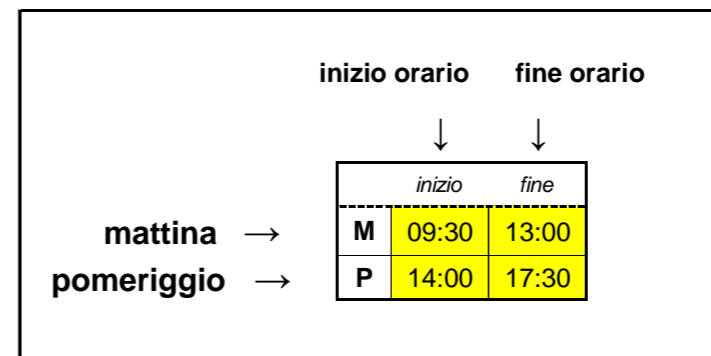 inizio orario fine orario
↓ ↓
inizio fine
mattina → M 09:30 13:00
pomeriggio → P 14:00 17:30